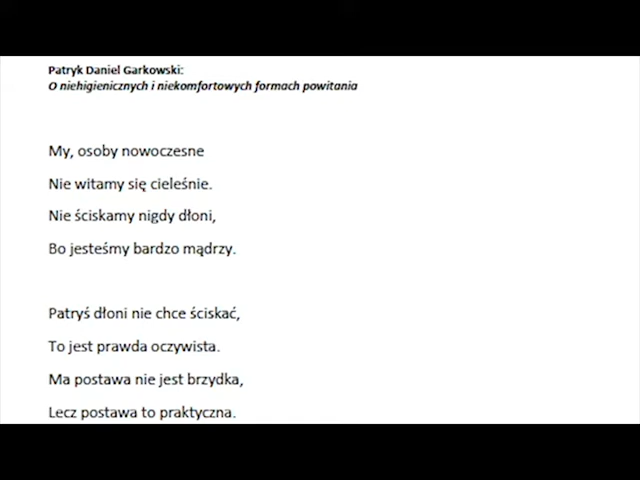 Patryk Daniel Garkowski:
O niehigienicznych i niekomfortowych formach powitania
My, osoby nowoczesne
Nie witamy się cieleśnie.
Nie ściskamy nigdy dłoni,
Bo jesteśmy bardzo mądrzy.
Patryś dłoni nie chce ściskać,
To jest prawda oczywista.
Ma postawa nie jest brzydka,
Lecz postawa to praktyczna.